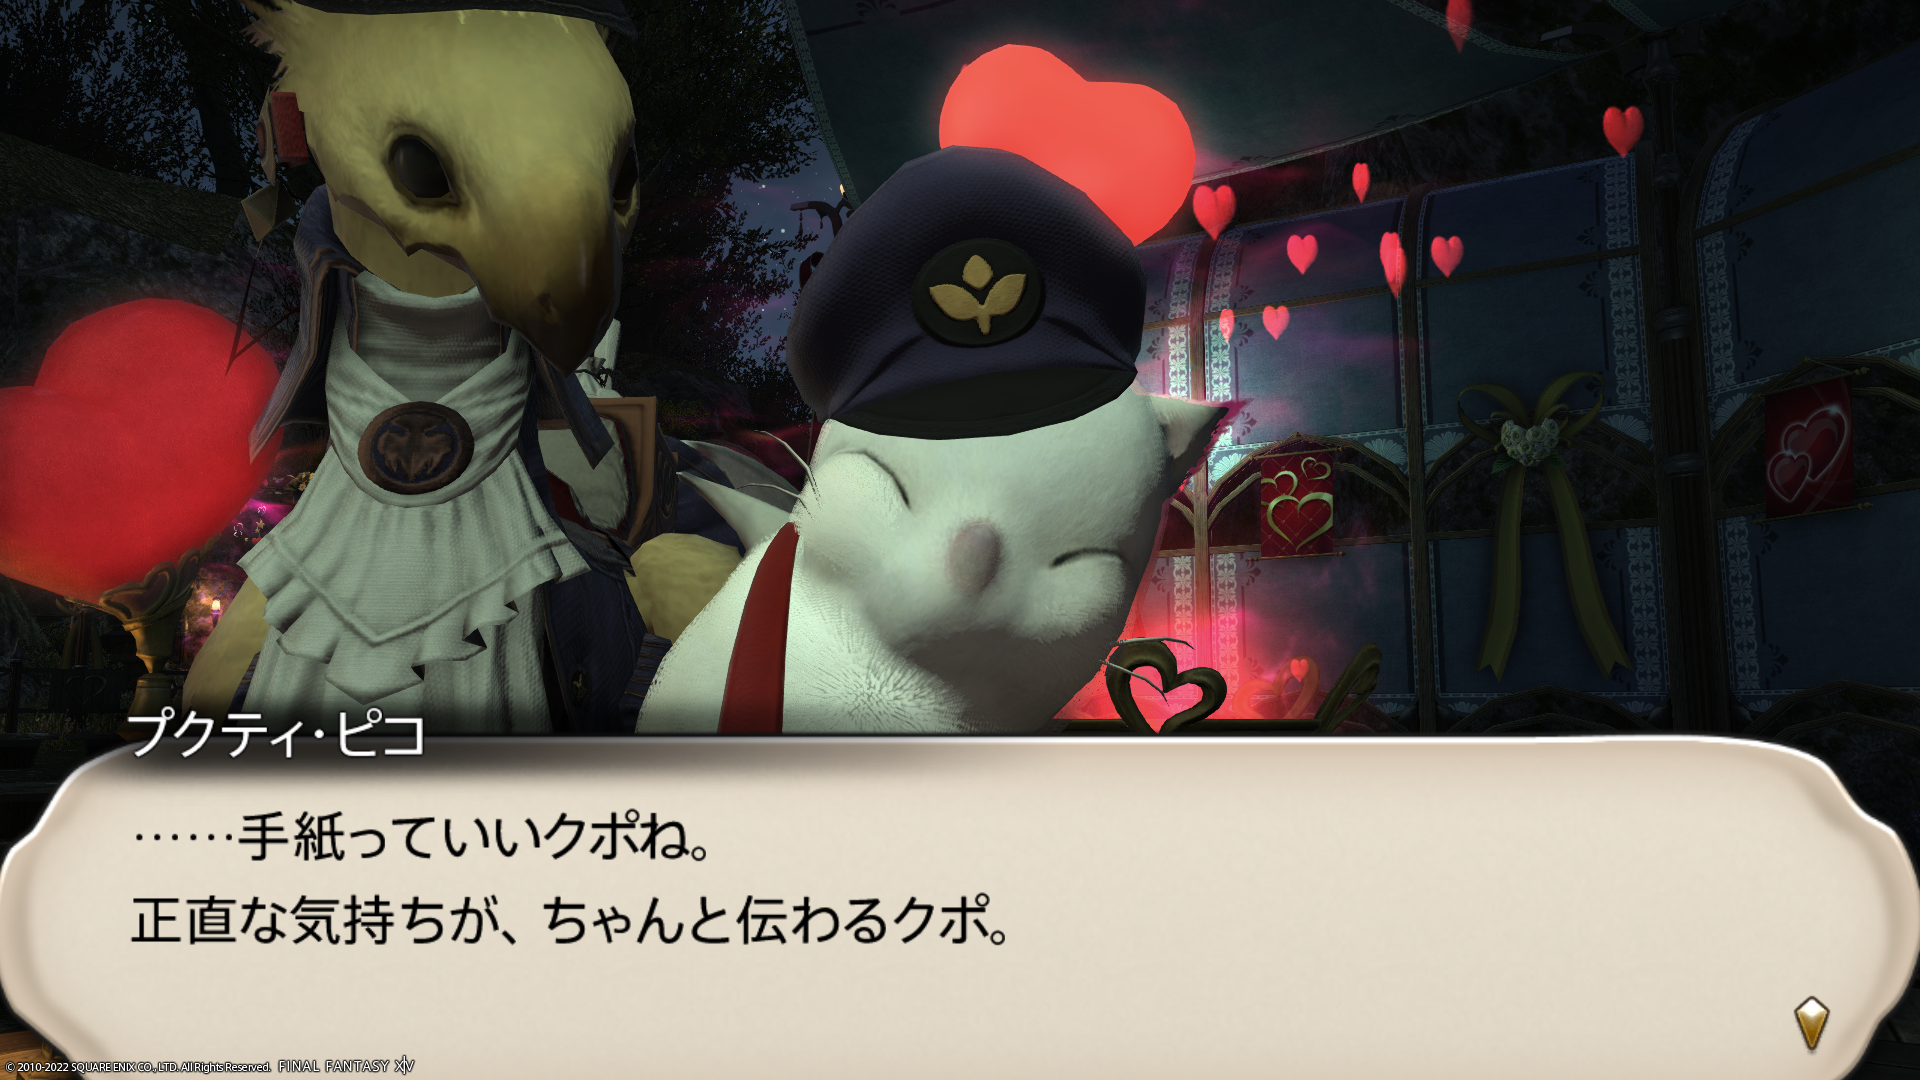 プクティ・ピコ
……手紙っていいクポね。
正直な気持ちが、ちゃんと伝わるクポ。
© 2010-2022 SQUARE ENIX CO., LTD. All Rights Reserved. FINAL FANTASY XIV